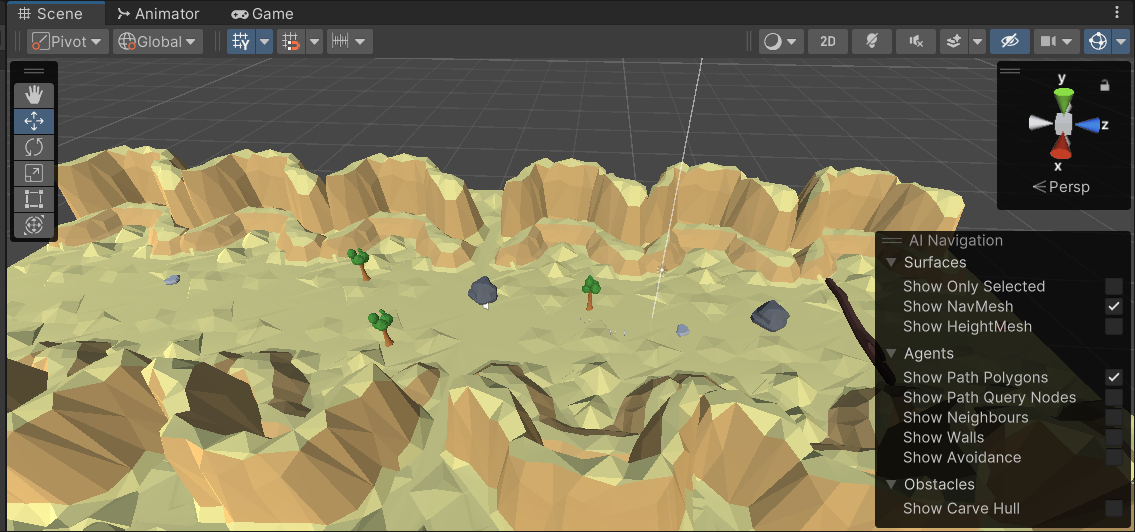 Scene Animator Game
Pivot Global 2D
y
z
x
Persp
AI Navigation
Surfaces
Show Only Selected
Show NavMesh
Show HeightMesh
Agents
Show Path Polygons
Show Path Query Nodes
Show Neighbours
Show Walls
Show Avoidance
Obstacles
Show Carve Hull